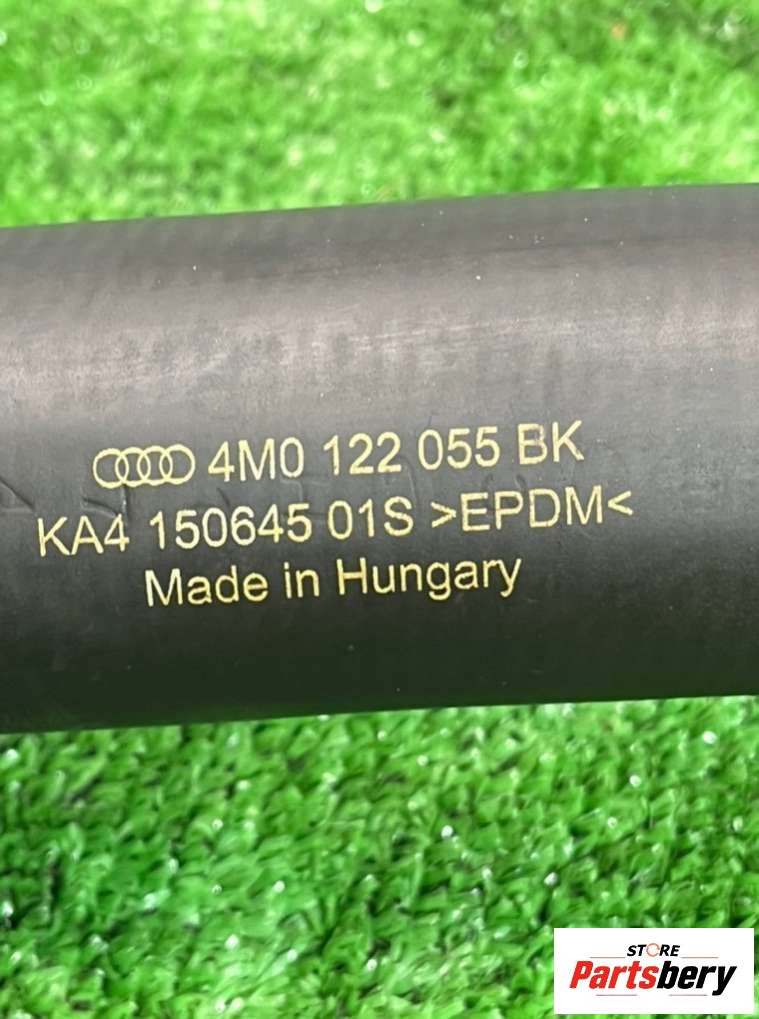 4M0 122 055 BK
KA4 150645 01S >EPDM<
Made in Hungary
STORE
Partsbery